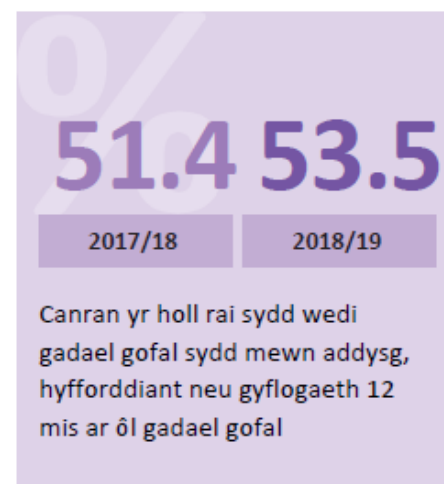 %
51.4 53.5
2017/18 2018/19
Canran yr holl rai sydd wedi
gadael gofal sydd mewn addysg,
hyfforddiant neu gyflogaeth 12
mis ar ôl gadael gofal